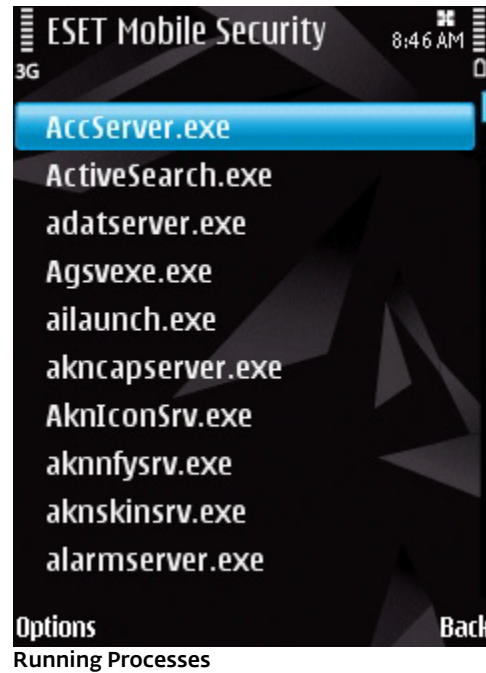 ESET Mobile Security
8:46 AM
3G
AccServer.exe
ActiveSearch.exe
adatserver.exe
Agsvexe.exe
ailaunch.exe
akncapserver.exe
AknIconSrv.exe
aknnfysrv.exe
aknskinsrv.exe
alarmserver.exe
Options Back
Running Processes